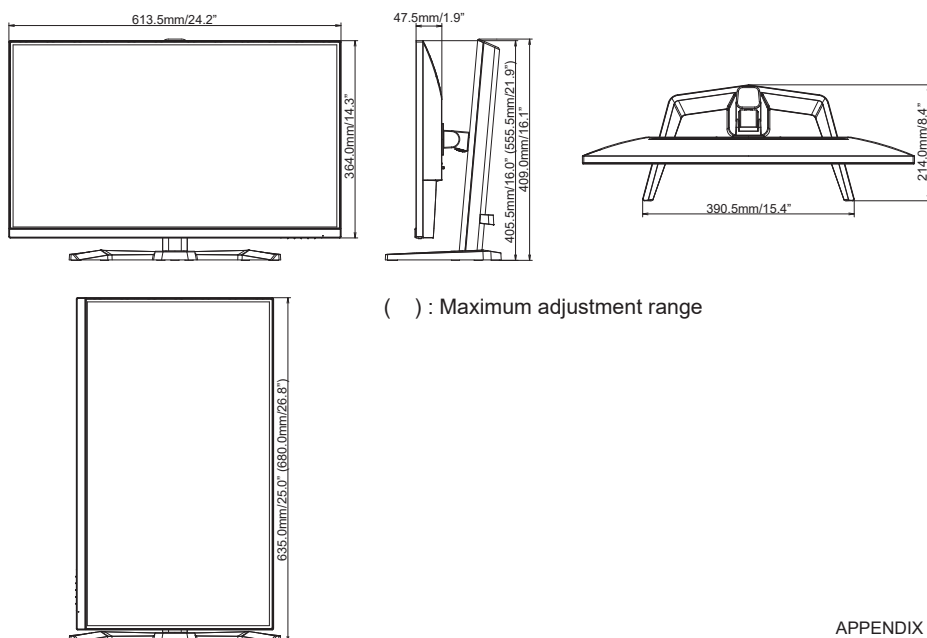 613.5mm/24.2”
47.5mm/1.9”
364.0mm/14.3”
405.5mm/16.0” (555.5mm/21.9”)
409.0mm/16.1”
214.0mm/8.4”
390.5mm/15.4”
( ) : Maximum adjustment range
635.0mm/25.0” (680.0mm/26.8”)
APPENDIX